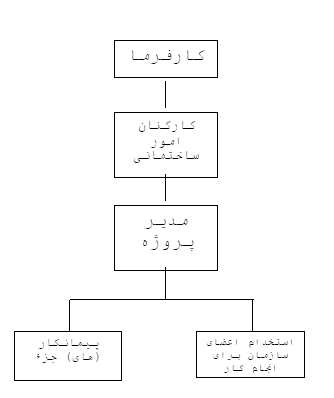 کارفرما
کارکنان
امور
ساختمانی
مدیر
پروژه
استخدام اعضای
سازمان برای
انجام کار
پیمانکار
(های) جزء